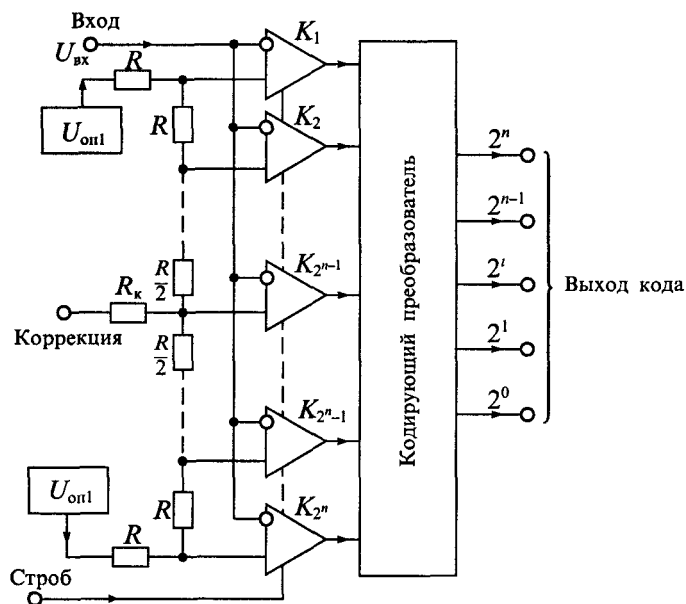 Вход
U_вх
R
U_оп1
R
K_1
K_2
K_{2^{n-1}}
R/2
R_к
Коррекция
R/2
K_{2^n-1}
U_оп1
R
R
K_{2^n}
Строб
Кодирующий преобразователь
2^n
2^{n-1}
2^i
2^1
2^0
Выход кода